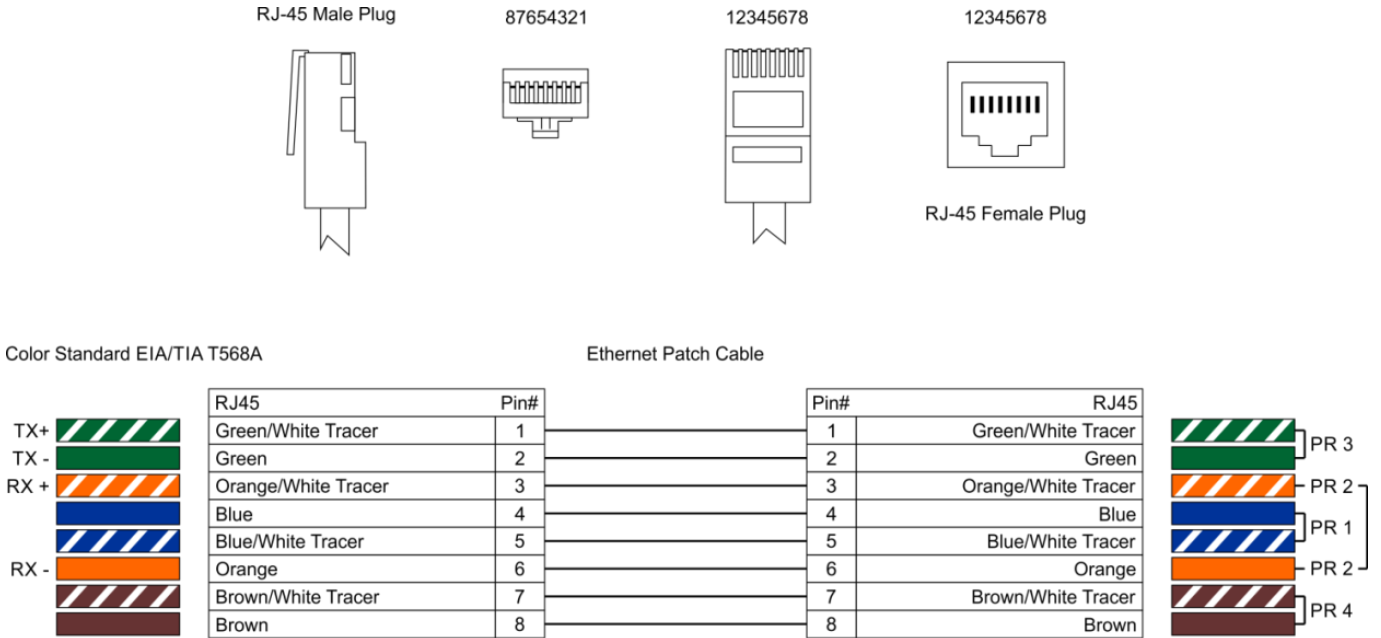 RJ-45 Male Plug 87654321 12345678 12345678
RJ-45 Female Plug
Color Standard EIA/TIA T568A Ethernet Patch Cable
RJ45 Pin# Pin# RJ45
TX+ Green/White Tracer 1 1 Green/White Tracer
PR 3
TX - Green 2 2 Green
RX + Orange/White Tracer 3 3 Orange/White Tracer PR 2
Blue 4 4 Blue
PR 1
Blue/White Tracer 5 5 Blue/White Tracer
RX - Orange 6 6 Orange PR 2
Brown/White Tracer 7 7 Brown/White Tracer
PR 4
Brown 8 8 Brown